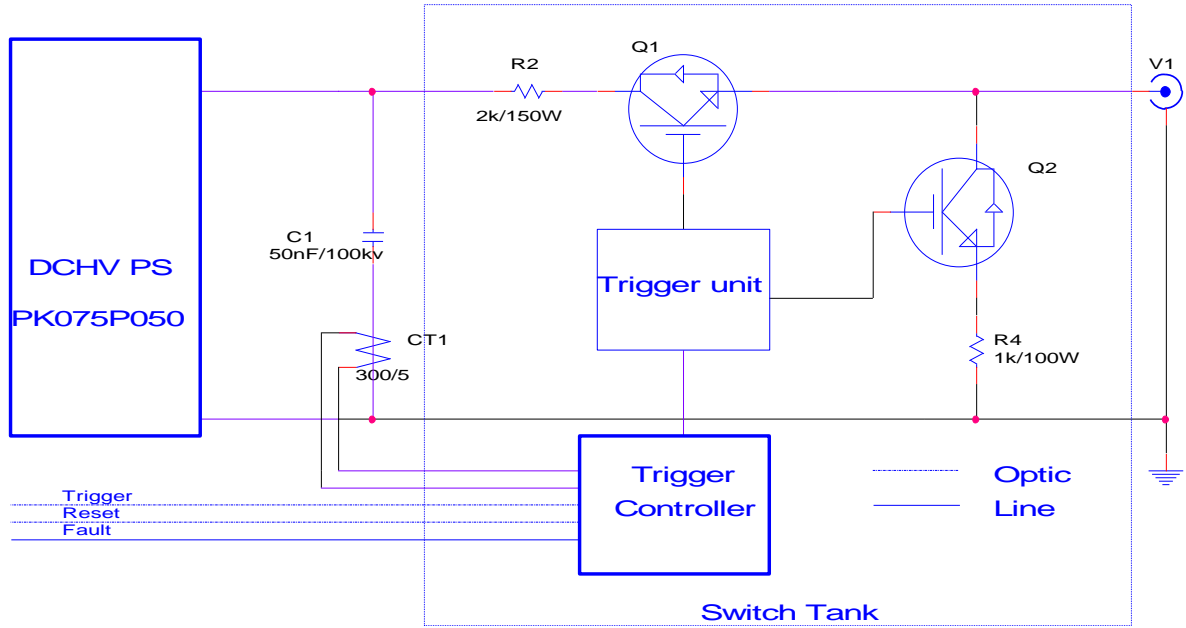 Q1
V1
R2
2k/150W
Q2
C1
50nF/100kv
DCHV PS
PK075P050
Trigger unit
CT1
300/5
R4
1k/100W
Trigger
Controller
Optic
Line
Trigger
Reset
Fault
Switch Tank